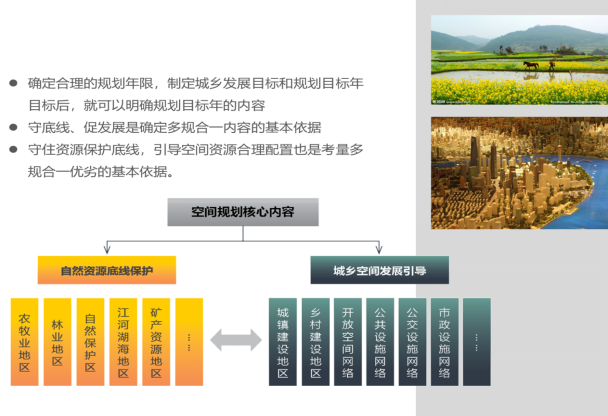 ● 确定合理的规划年限，制定城乡发展目标和规划目标年
目标后，就可以明确规划目标年的内容
● 守底线、促发展是确定多规合一内容的基本依据
● 守住资源保护底线，引导空间资源合理配置也是考量多
规合一优劣的基本依据。
空间规划核心内容
自然资源底线保护
城乡空间发展引导
农牧业地区
林业地区
自然保护区
江河湖海地区
矿产资源地区
……
城镇建设地区
乡村建设地区
开放空间网络
公共设施网络
公交设施网络
市政设施网络
……